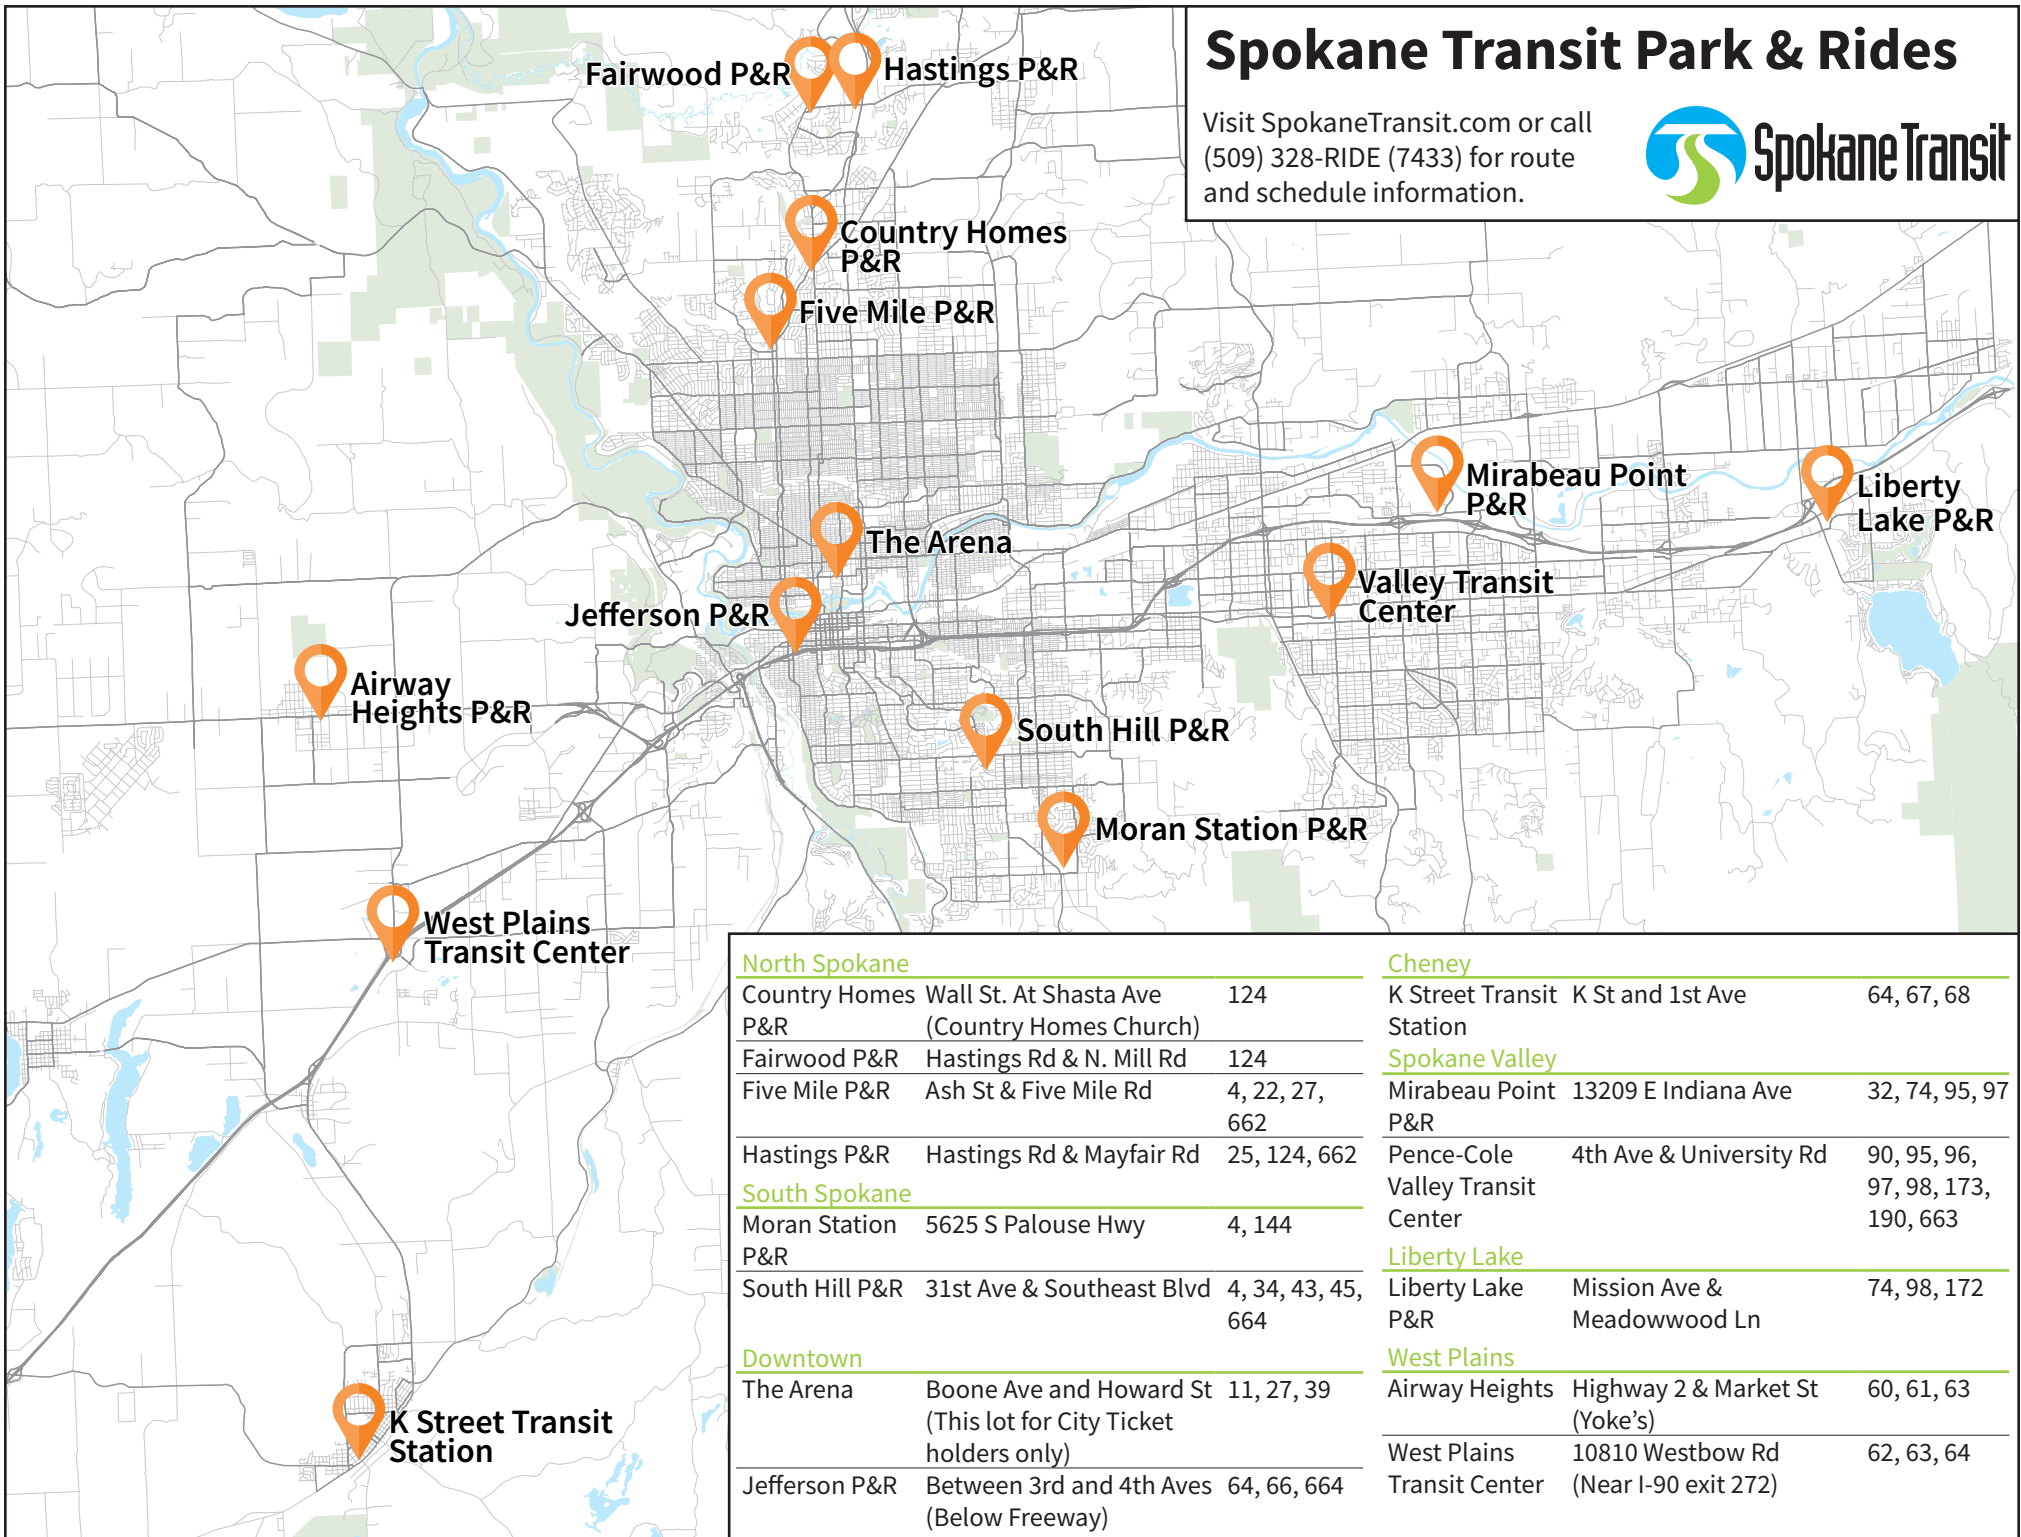 Spokane Transit Park & Rides
Visit SpokaneTransit.com or call
(509) 328-RIDE (7433) for route
and schedule information.
Spokane Transit
Fairwood P&R
Hastings P&R
Country Homes
P&R
Five Mile P&R
Mirabeau Point
P&R
Liberty
Lake P&R
The Arena
Valley Transit
Center
Jefferson P&R
Airway
Heights P&R
South Hill P&R
Moran Station P&R
West Plains
Transit Center
K Street Transit
Station
North Spokane
Country Homes Wall St. At Shasta Ave 124
P&R (Country Homes Church)
Fairwood P&R Hastings Rd & N. Mill Rd 124
Five Mile P&R Ash St & Five Mile Rd 4, 22, 27,
662
Hastings P&R Hastings Rd & Mayfair Rd 25, 124, 662
South Spokane
Moran Station 5625 S Palouse Hwy 4, 144
P&R
South Hill P&R 31st Ave & Southeast Blvd 4, 34, 43, 45,
664
Downtown
The Arena Boone Ave and Howard St 11, 27, 39
(This lot for City Ticket
holders only)
Jefferson P&R Between 3rd and 4th Aves 64, 66, 664
(Below Freeway)
Cheney
K Street Transit K St and 1st Ave 64, 67, 68
Station
Spokane Valley
Mirabeau Point 13209 E Indiana Ave 32, 74, 95, 97
P&R
Pence-Cole 4th Ave & University Rd 90, 95, 96,
Valley Transit 97, 98, 173,
Center 190, 663
Liberty Lake
Liberty Lake Mission Ave & 74, 98, 172
P&R Meadowwood Ln
West Plains
Airway Heights Highway 2 & Market St 60, 61, 63
(Yoke's)
West Plains 10810 Westbow Rd 62, 63, 64
Transit Center (Near I-90 exit 272)